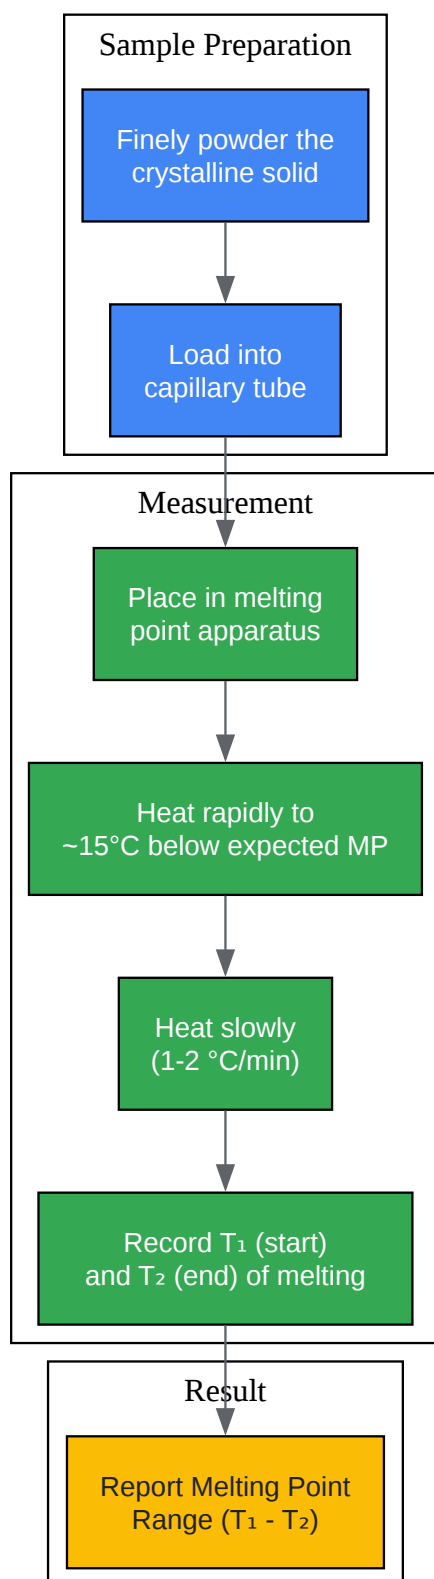 Sample Preparation
Finely powder the
crystalline solid
Load into
capillary tube
Measurement
Place in melting
point apparatus
Heat rapidly to
~15°C below expected MP
Heat slowly
(1-2 °C/min)
Record T₁ (start)
and T₂ (end) of melting
Result
Report Melting Point
Range (T₁ - T₂)